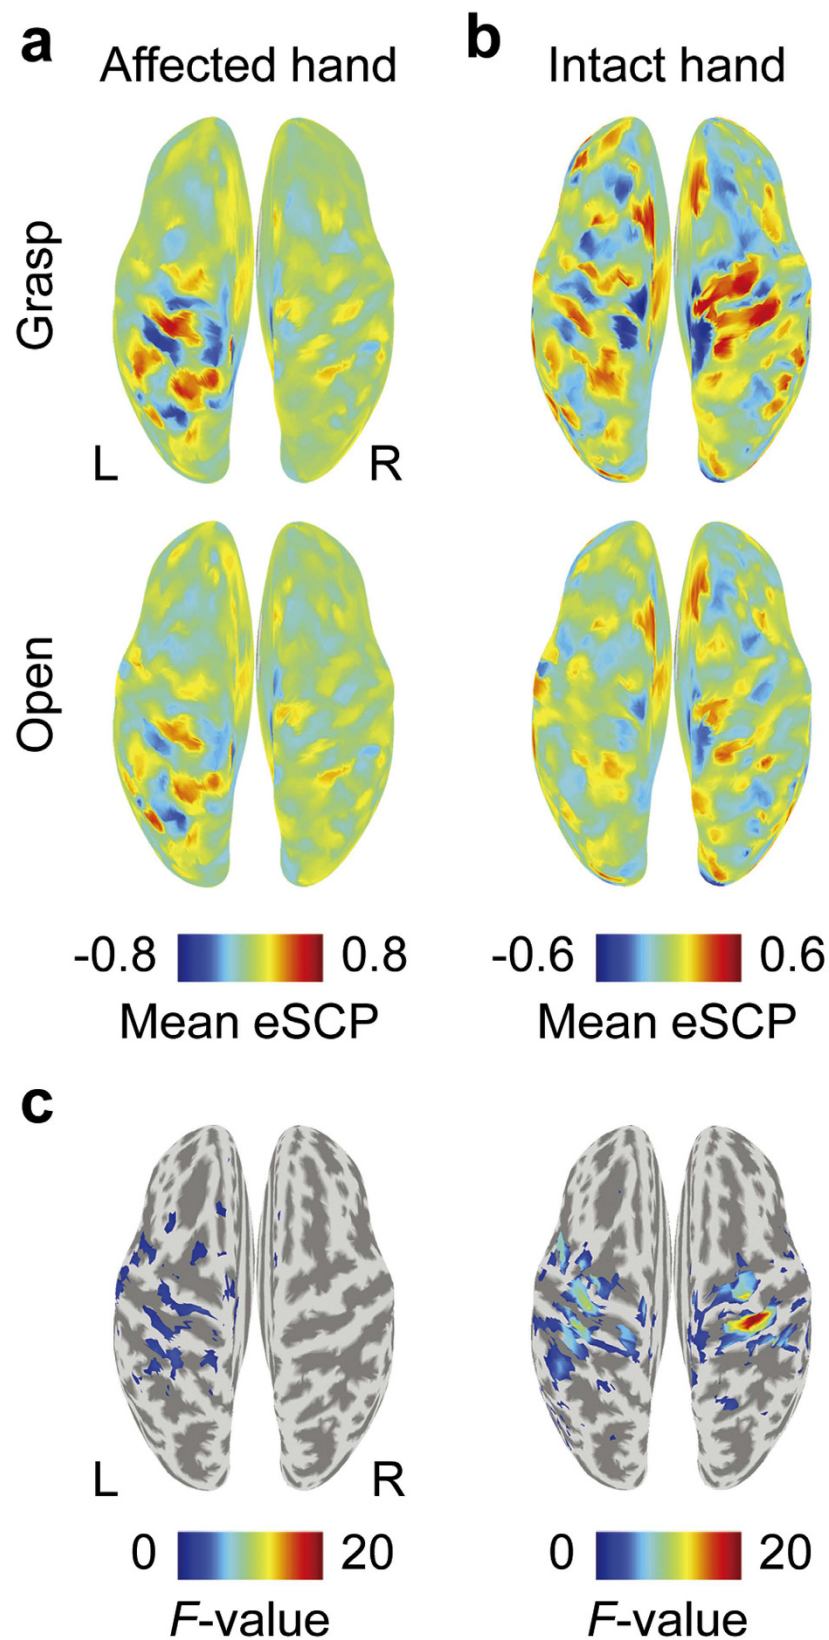 a
b
Affected hand
Intact hand
Grasp
L
R
Open
-0.8
0.8
-0.6
0.6
Mean eSCP
Mean eSCP
c
L
R
0
20
0
20
F-value
F-value